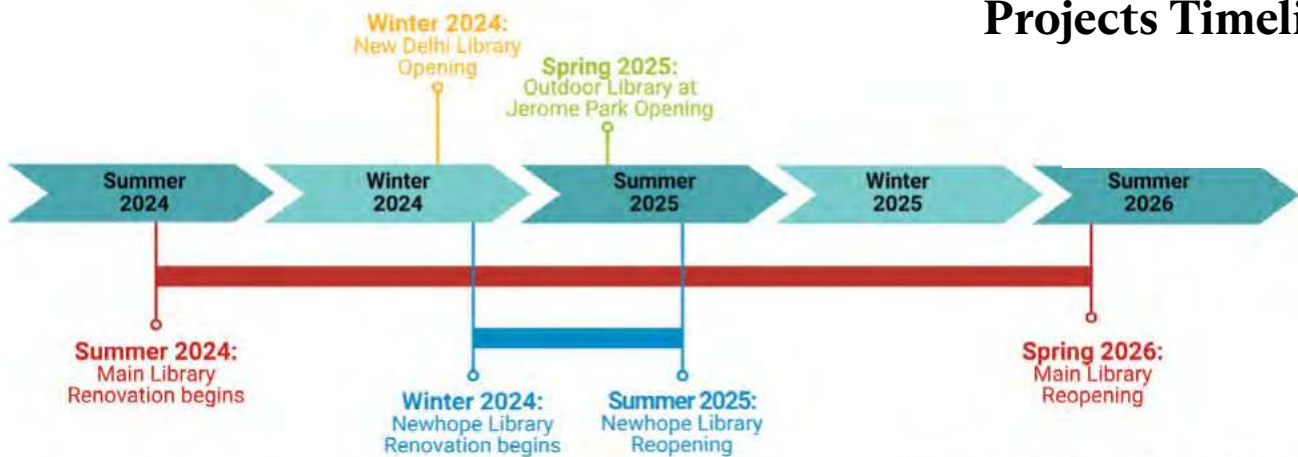 Projects Timeli
Winter 2024:
New Delhi Library
Opening
Spring 2025:
Outdoor Library at
Jerome Park Opening
Summer
2024
Winter
2024
Summer
2025
Winter
2025
Summer
2026
Summer 2024:
Main Library
Renovation begins
Winter 2024:
Newhope Library
Renovation begins
Summer 2025:
Newhope Library
Reopening
Spring 2026:
Main Library
Reopening